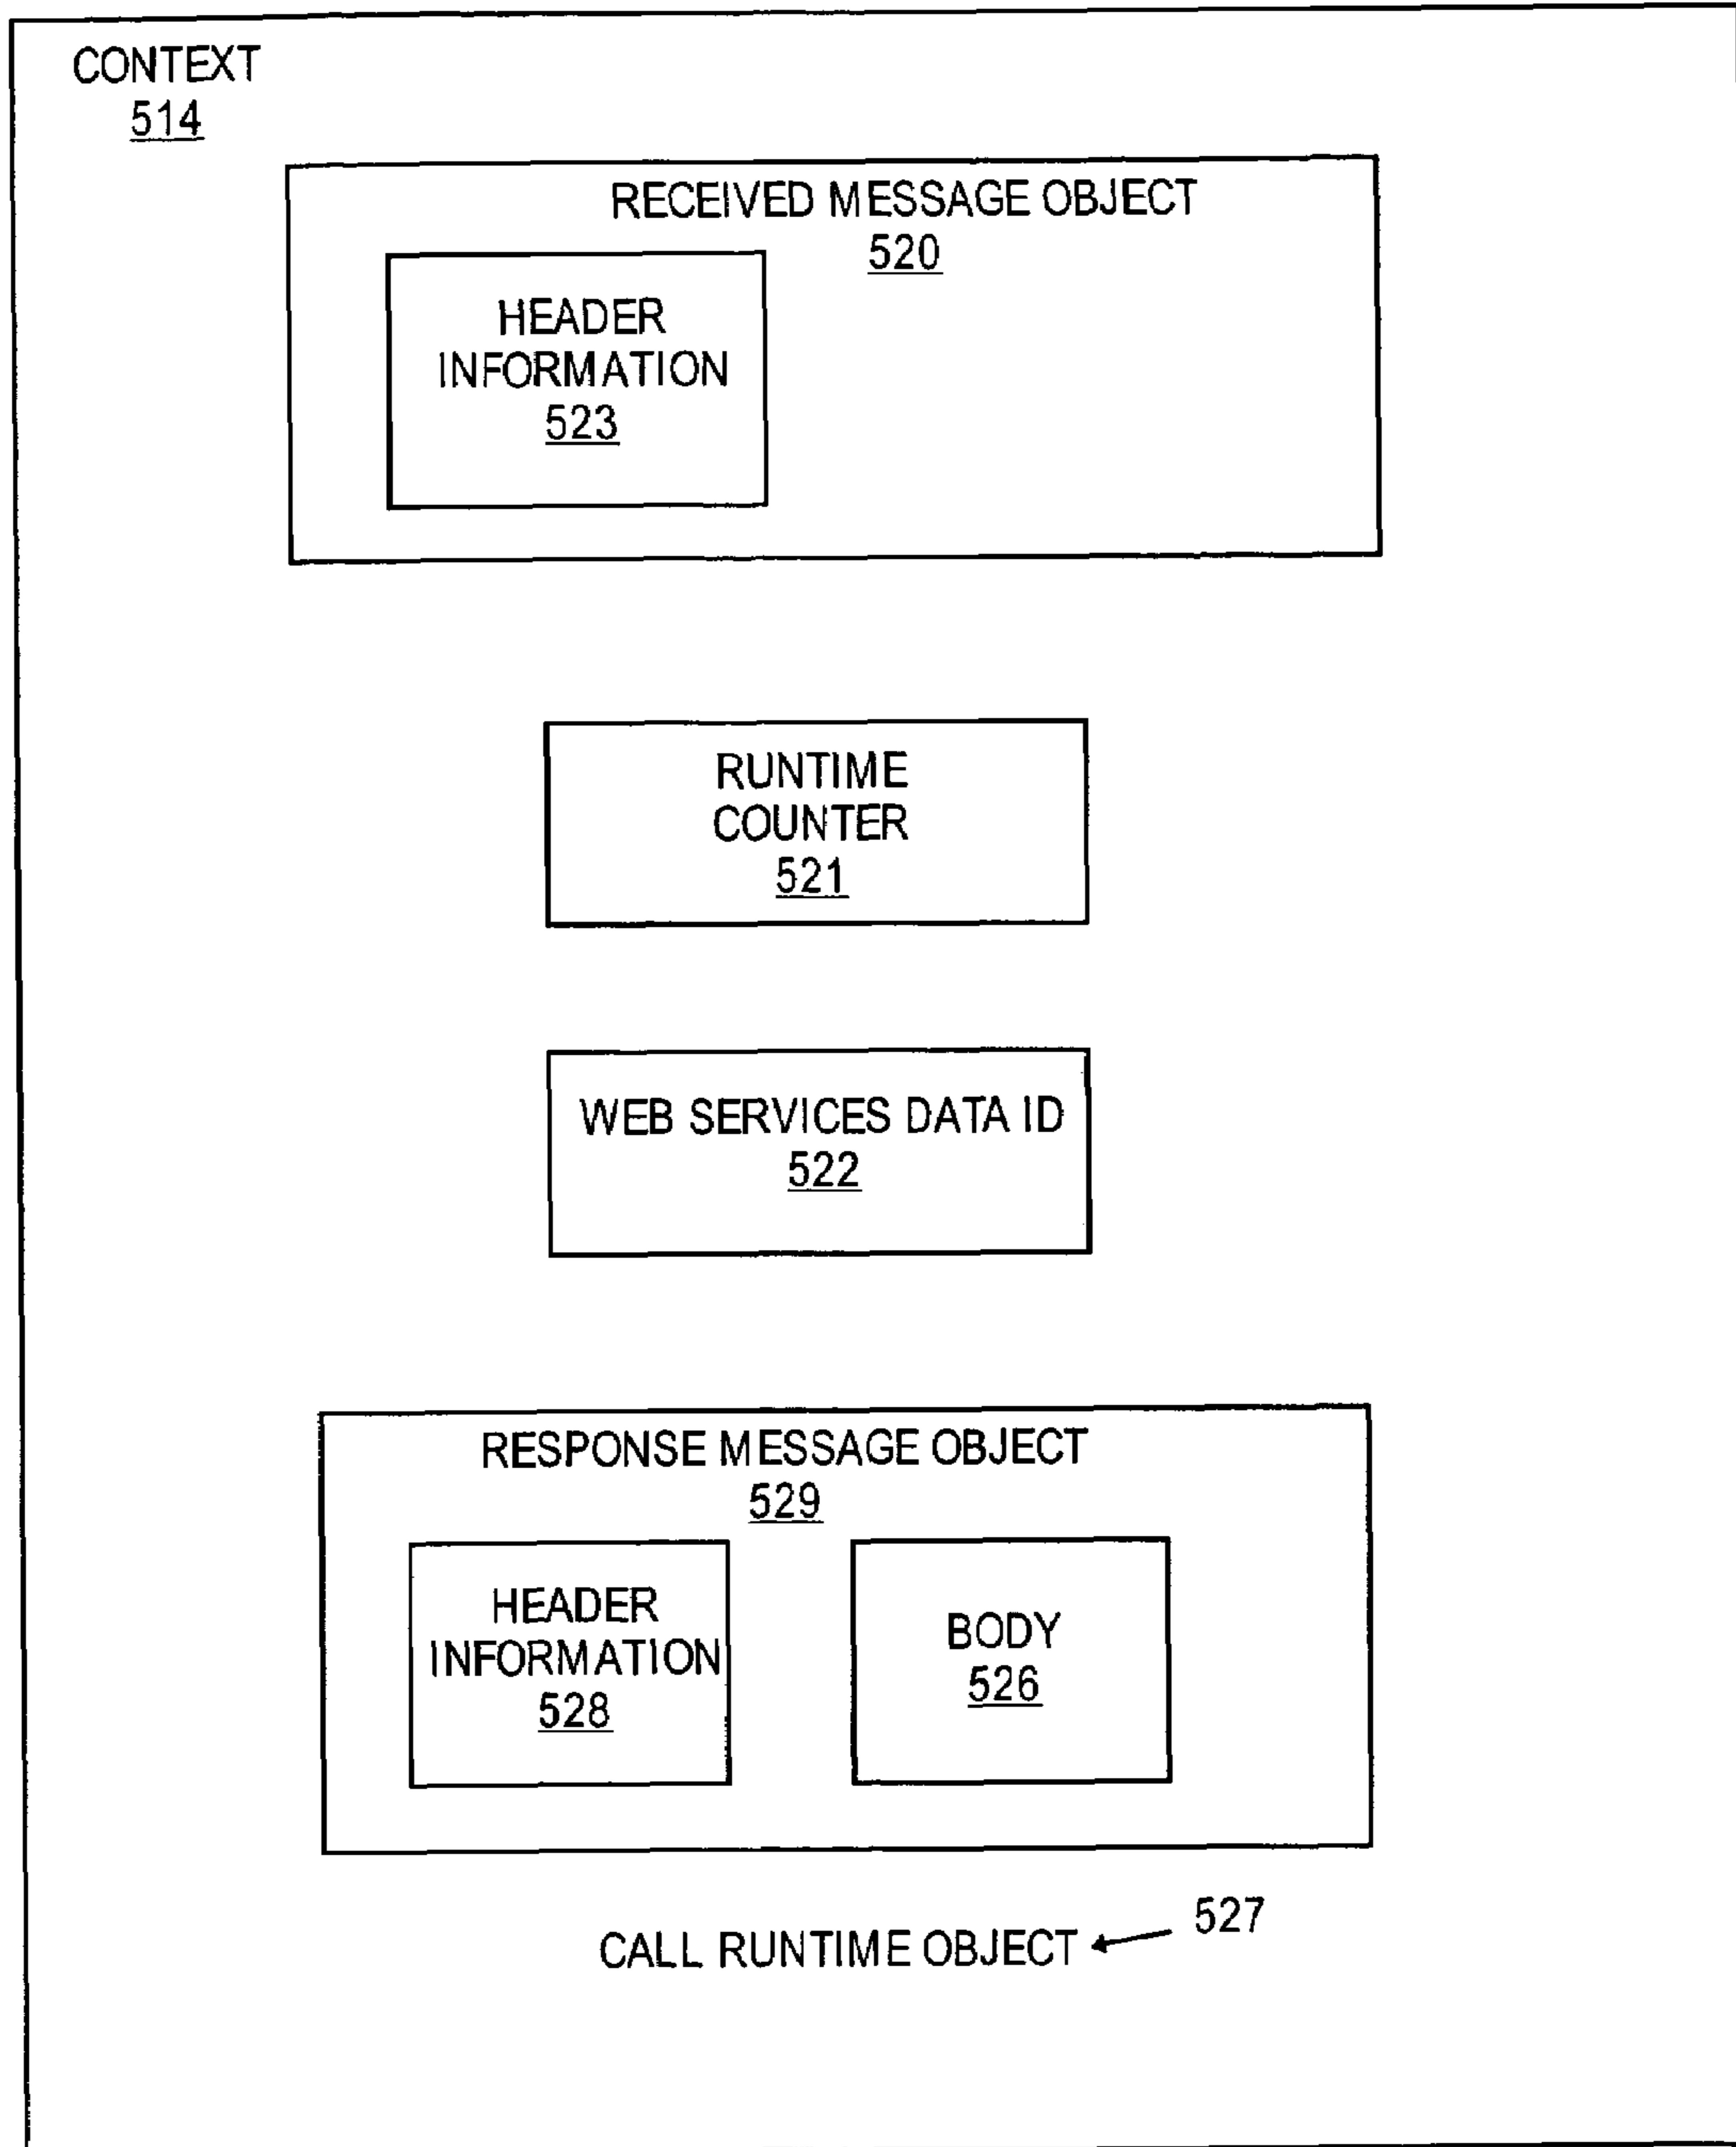 CONTEXT
514
RECEIVED MESSAGE OBJECT
520
HEADER
INFORMATION
523
RUNTIME
COUNTER
521
WEB SERVICES DATA ID
522
RESPONSE MESSAGE OBJECT
529
HEADER
INFORMATION
528
BODY
526
527
CALL RUNTIME OBJECT